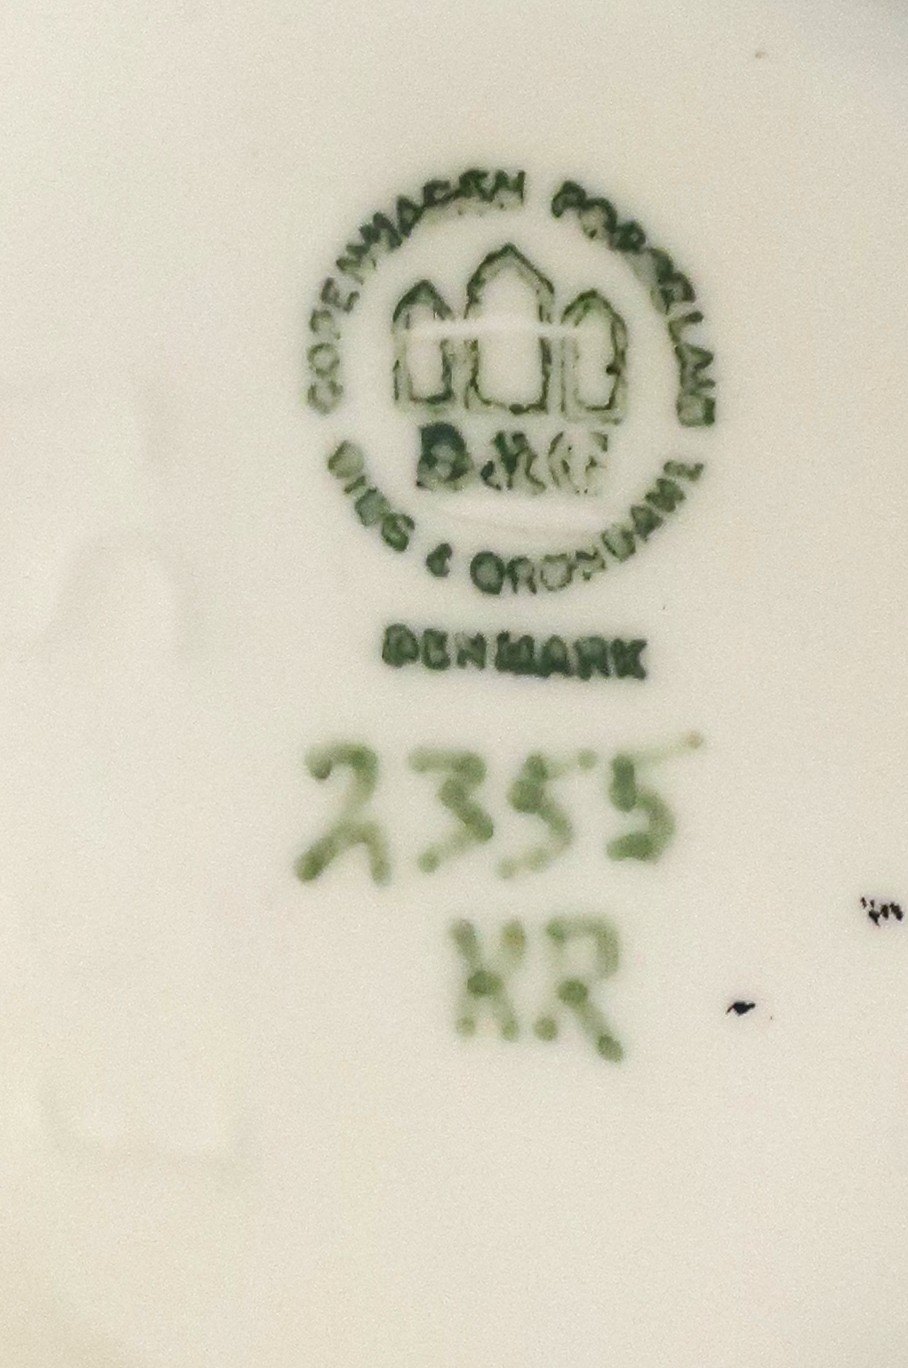 COPENHAGEN PORCELAIN
B&G
BING & GRONDAHL
DENMARK
2355
KR